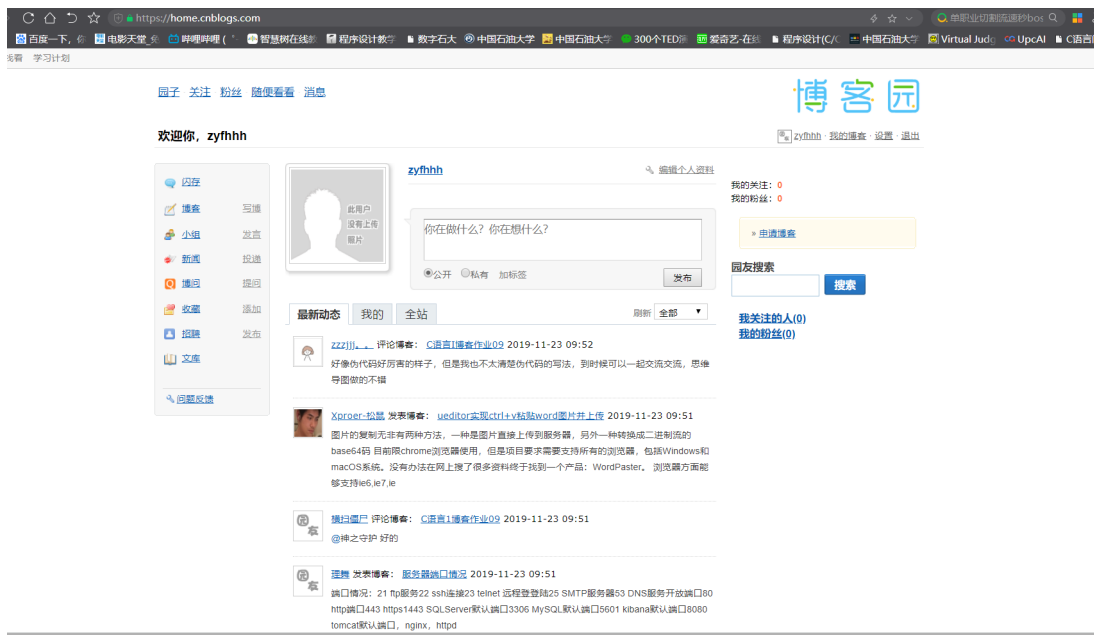 https://home.cnblogs.com
单职业切割流速秒bos
百度一下, 你 电影天堂_免 哔哩哔哩 ( ゜ 智慧树在线教 程序设计教学 数字石大 中国石油大学 中国石油大学 300个TED演 爱奇艺-在线 程序设计(C/C Virtual Judg UpcAI C语言
学习计划
园子 关注 粉丝 随便看看 消息
博客园
欢迎你，zyfhhh
zyfhhh · 我的博客 · 设置 · 退出
闪存
博客 写博
小组 发言
新闻 投递
博问 提问
收藏 添加
招聘 发布
文库
问题反馈
此用户
没有上传
照片
zyfhhh
编辑个人资料
你在做什么？你在想什么？
公开 私有 加标签
发布
我的关注：0
我的粉丝：0
» 申请博客
园友搜索
搜索
我关注的人(0)
我的粉丝(0)
最新动态 我的 全站
刷新 全部
zzzjjj。。 评论博客： C语言I博客作业09 2019-11-23 09:52
好像伪代码好厉害的样子，但是我也不太清楚伪代码的写法，到时候可以一起交流交流，思维
导图做的不错
Xproer-松鼠 发表博客： ueditor实现ctrl+v粘贴word图片并上传 2019-11-23 09:51
图片的复制无非有两种方法，一种是图片直接上传到服务器，另外一种转换成二进制流的
base64码 目前限chrome浏览器使用，但是项目要求需要支持所有的浏览器，包括Windows和
macOS系统。没有办法在网上搜了很多资料终于找到一个产品：WordPaster。 浏览器方面能
够支持ie6,ie7,ie
园友
横扫僵尸 评论博客： C语言1博客作业09 2019-11-23 09:51
@神之守护 好的
园友
理舞 发表博客： 服务器端口情况 2019-11-23 09:51
端口情况：21 ftp服务22 ssh连接23 telnet 远程登登陆25 SMTP服务器53 DNS服务开放端口80
http端口443 https1443 SQLServer默认端口3306 MySQL默认端口5601 kibana默认端口8080
tomcat默认端口，nginx，httpd